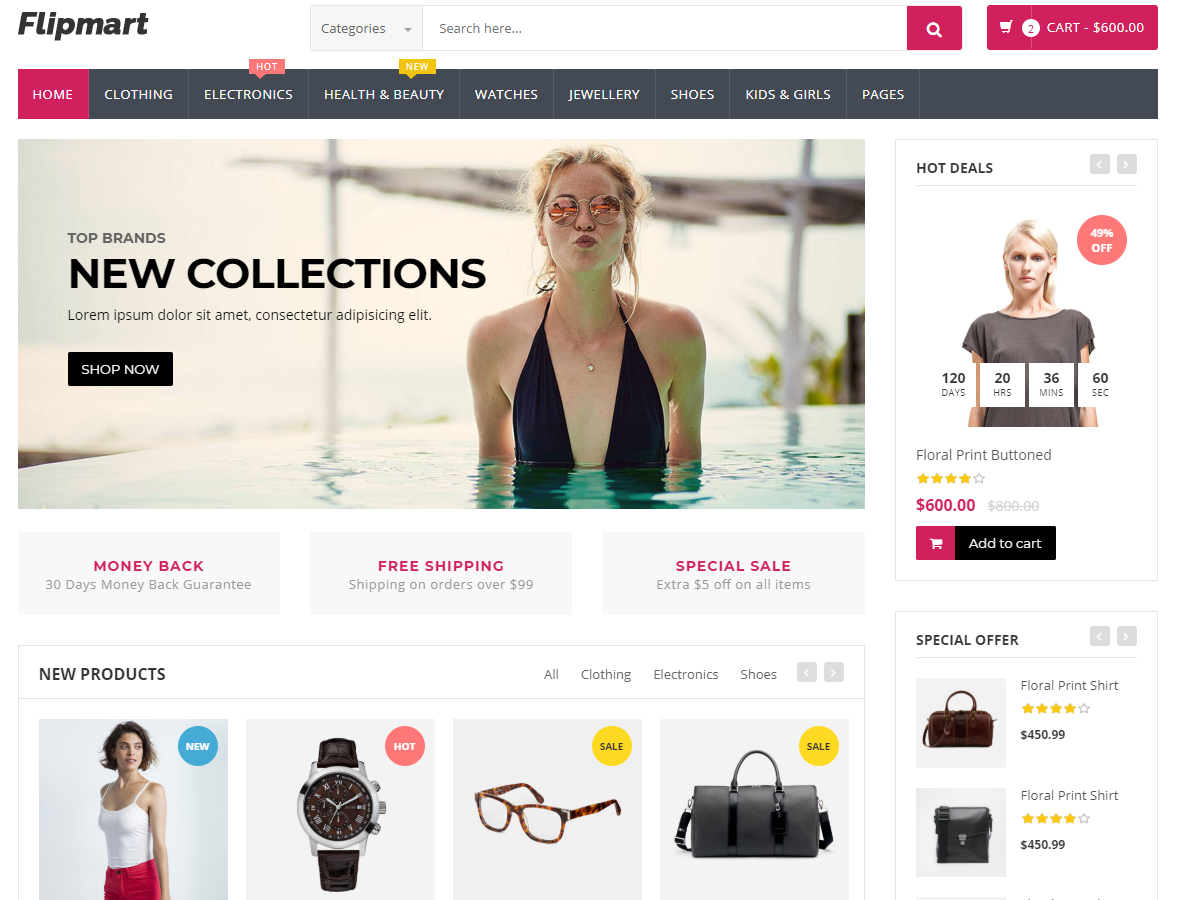 Flipmart
Categories
Search here...
2
CART - $600.00
HOT
NEW
HOME
CLOTHING
ELECTRONICS
HEALTH & BEAUTY
WATCHES
JEWELLERY
SHOES
KIDS & GIRLS
PAGES
TOP BRANDS
NEW COLLECTIONS
Lorem ipsum dolor sit amet, consectetur adipisicing elit.
SHOP NOW
HOT DEALS
49%
OFF
120 20 36 60
DAYS HRS MINS SEC
Floral Print Buttoned
$600.00 $800.00
Add to cart
MONEY BACK
30 Days Money Back Guarantee
FREE SHIPPING
Shipping on orders over $99
SPECIAL SALE
Extra $5 off on all items
SPECIAL OFFER
Floral Print Shirt
$450.99
Floral Print Shirt
$450.99
NEW PRODUCTS
All
Clothing
Electronics
Shoes
NEW
HOT
SALE
SALE